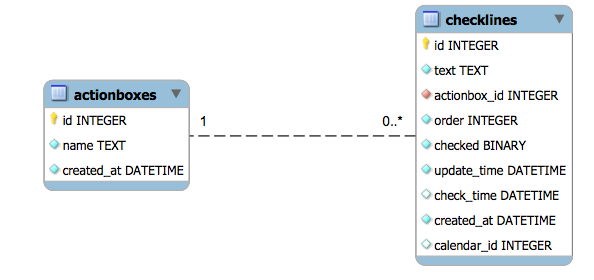 actionboxes
id INTEGER
name TEXT
created_at DATETIME
1
0..*
checklines
id INTEGER
text TEXT
actionbox_id INTEGER
order INTEGER
checked BINARY
update_time DATETIME
check_time DATETIME
created_at DATETIME
calendar_id INTEGER